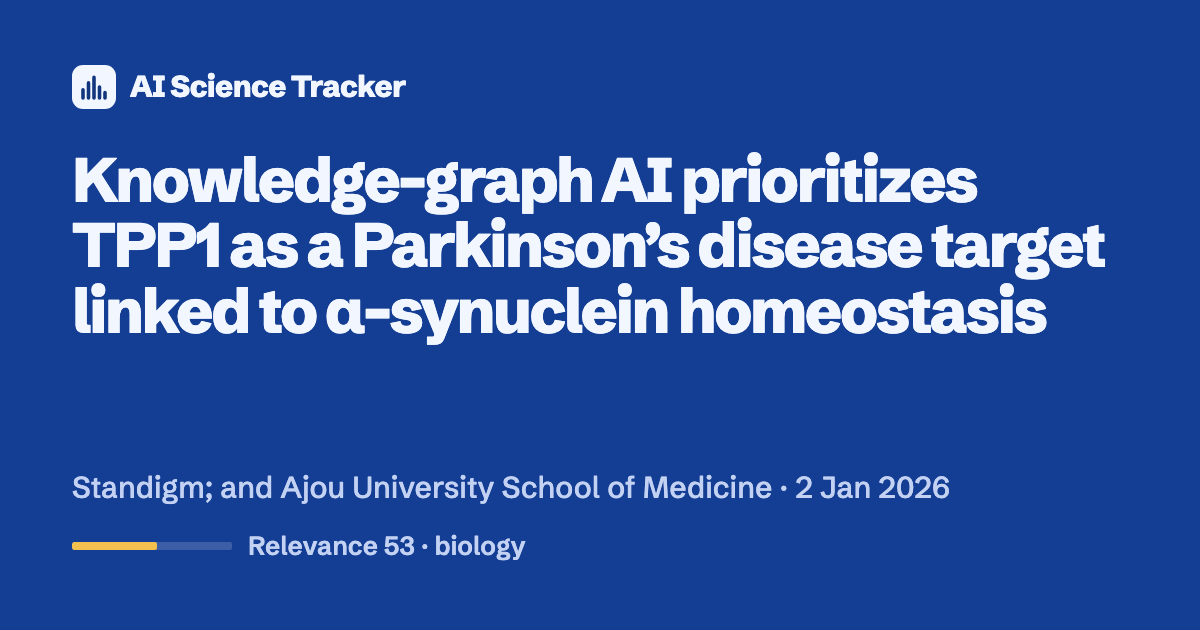 AI Science Tracker
Knowledge-graph AI prioritizes
TPP1 as a Parkinson’s disease target
linked to α-synuclein homeostasis
Standigm; and Ajou University School of Medicine · 2 Jan 2026
Relevance 53 · biology